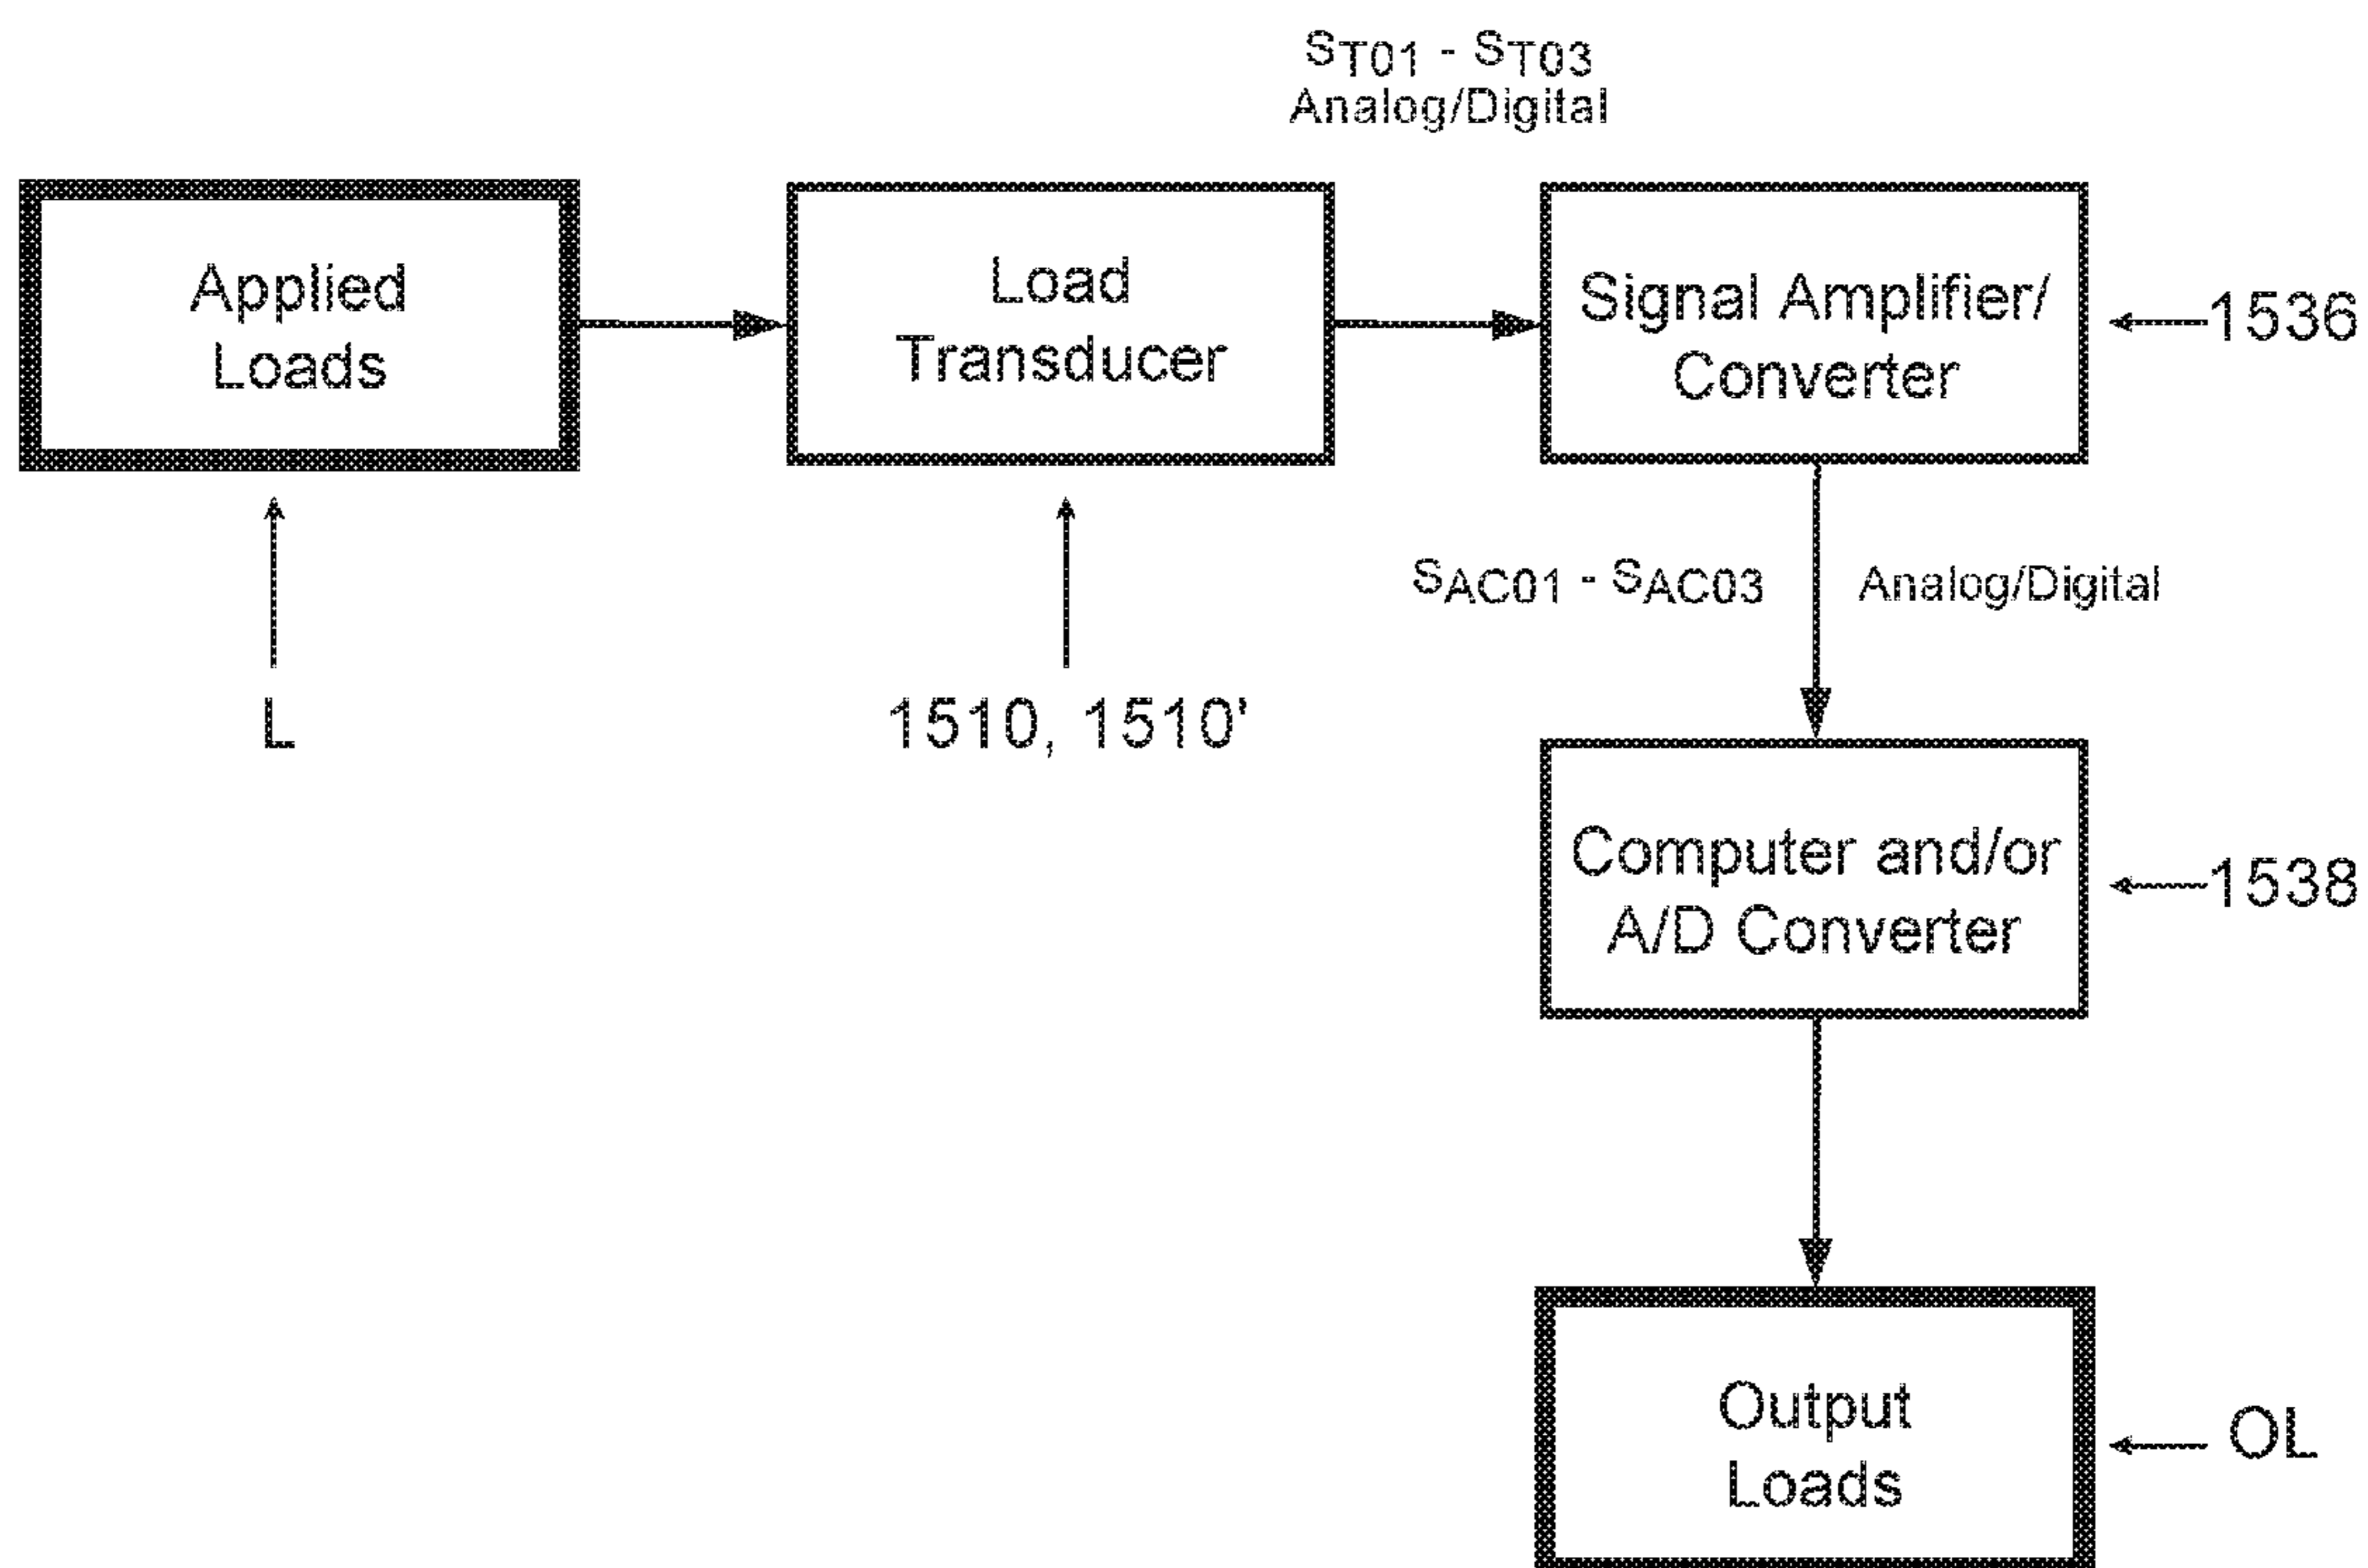 ST01 - ST03
Analog/Digital
Applied
Loads
Load
Transducer
Signal Amplifier/
Converter
1536
SAC01 - SAC03
Analog/Digital
L
1510, 1510'
Computer and/or
A/D Converter
1538
Output
Loads
OL